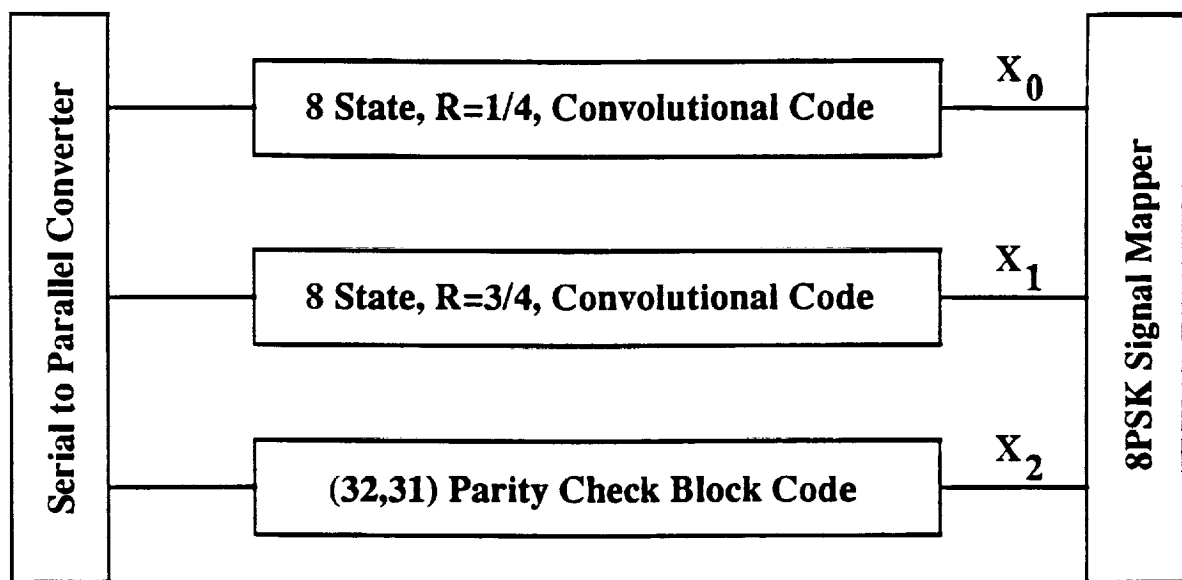 Serial to Parallel Converter
8 State, R=1/4, Convolutional Code
X0
8 State, R=3/4, Convolutional Code
X1
(32,31) Parity Check Block Code
X2
8PSK Signal Mapper